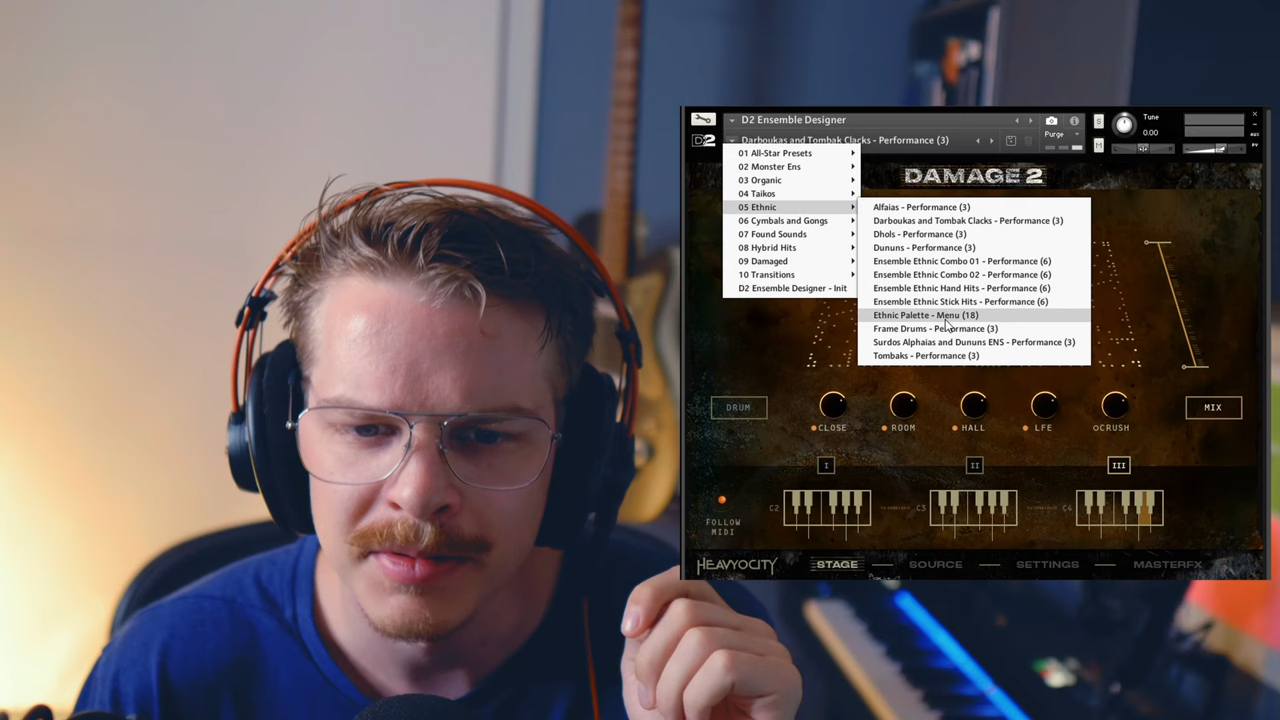 D2 Ensemble Designer
Tune
0.00
Purge
S
M
AUX
PV
D2
Darboukas and Tombak Clacks - Performance (3)
01 All-Star Presets
02 Monster Ens
03 Organic
04 Taikos
05 Ethnic
06 Cymbals and Gongs
07 Found Sounds
08 Hybrid Hits
09 Damaged
10 Transitions
D2 Ensemble Designer - Init
DAMAGE 2
Alfaias - Performance (3)
Darboukas and Tombak Clacks - Performance (3)
Dhols - Performance (3)
Dununs - Performance (3)
Ensemble Ethnic Combo 01 - Performance (6)
Ensemble Ethnic Combo 02 - Performance (6)
Ensemble Ethnic Hand Hits - Performance (6)
Ensemble Ethnic Stick Hits - Performance (6)
Ethnic Palette - Menu (18)
Frame Drums - Performance (3)
Surdos Alphaias and Dununs ENS - Performance (3)
Tombaks - Performance (3)
DRUM
CLOSE
ROOM
HALL
LFE
CRUSH
MIX
I
II
III
FOLLOW
MIDI
C2
C3
C4
HEAVYOCITY
STAGE
SOURCE
SETTINGS
MASTERFX